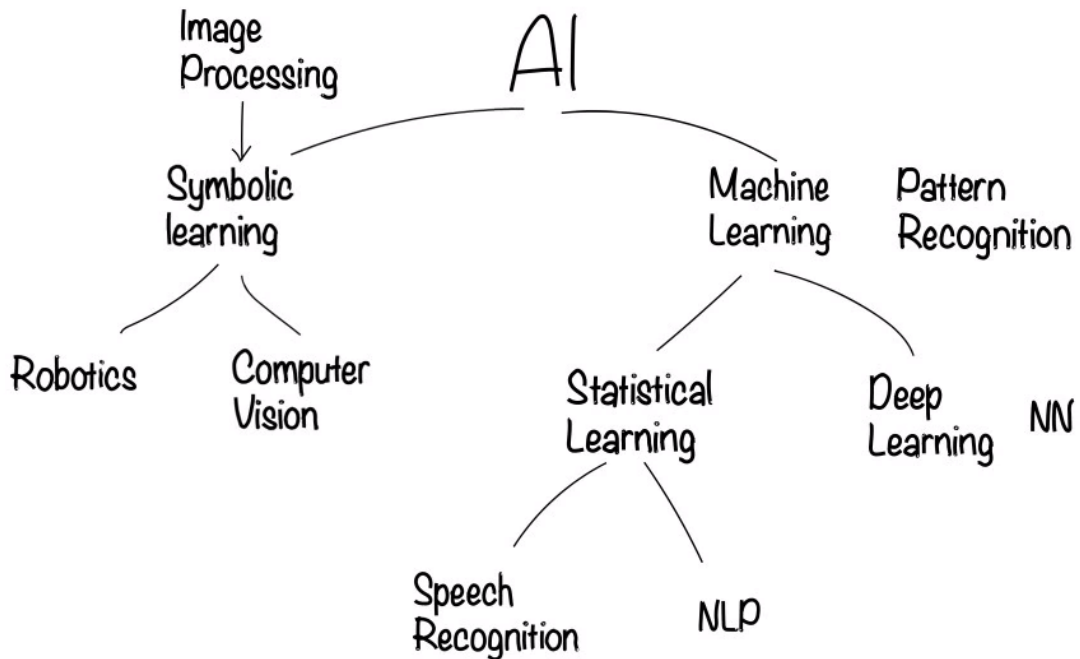 Image
Processing
AI
Symbolic
learning
Machine
Learning
Pattern
Recognition
Robotics
Computer
Vision
Statistical
Learning
Deep
Learning
NN
Speech
Recognition
NLP